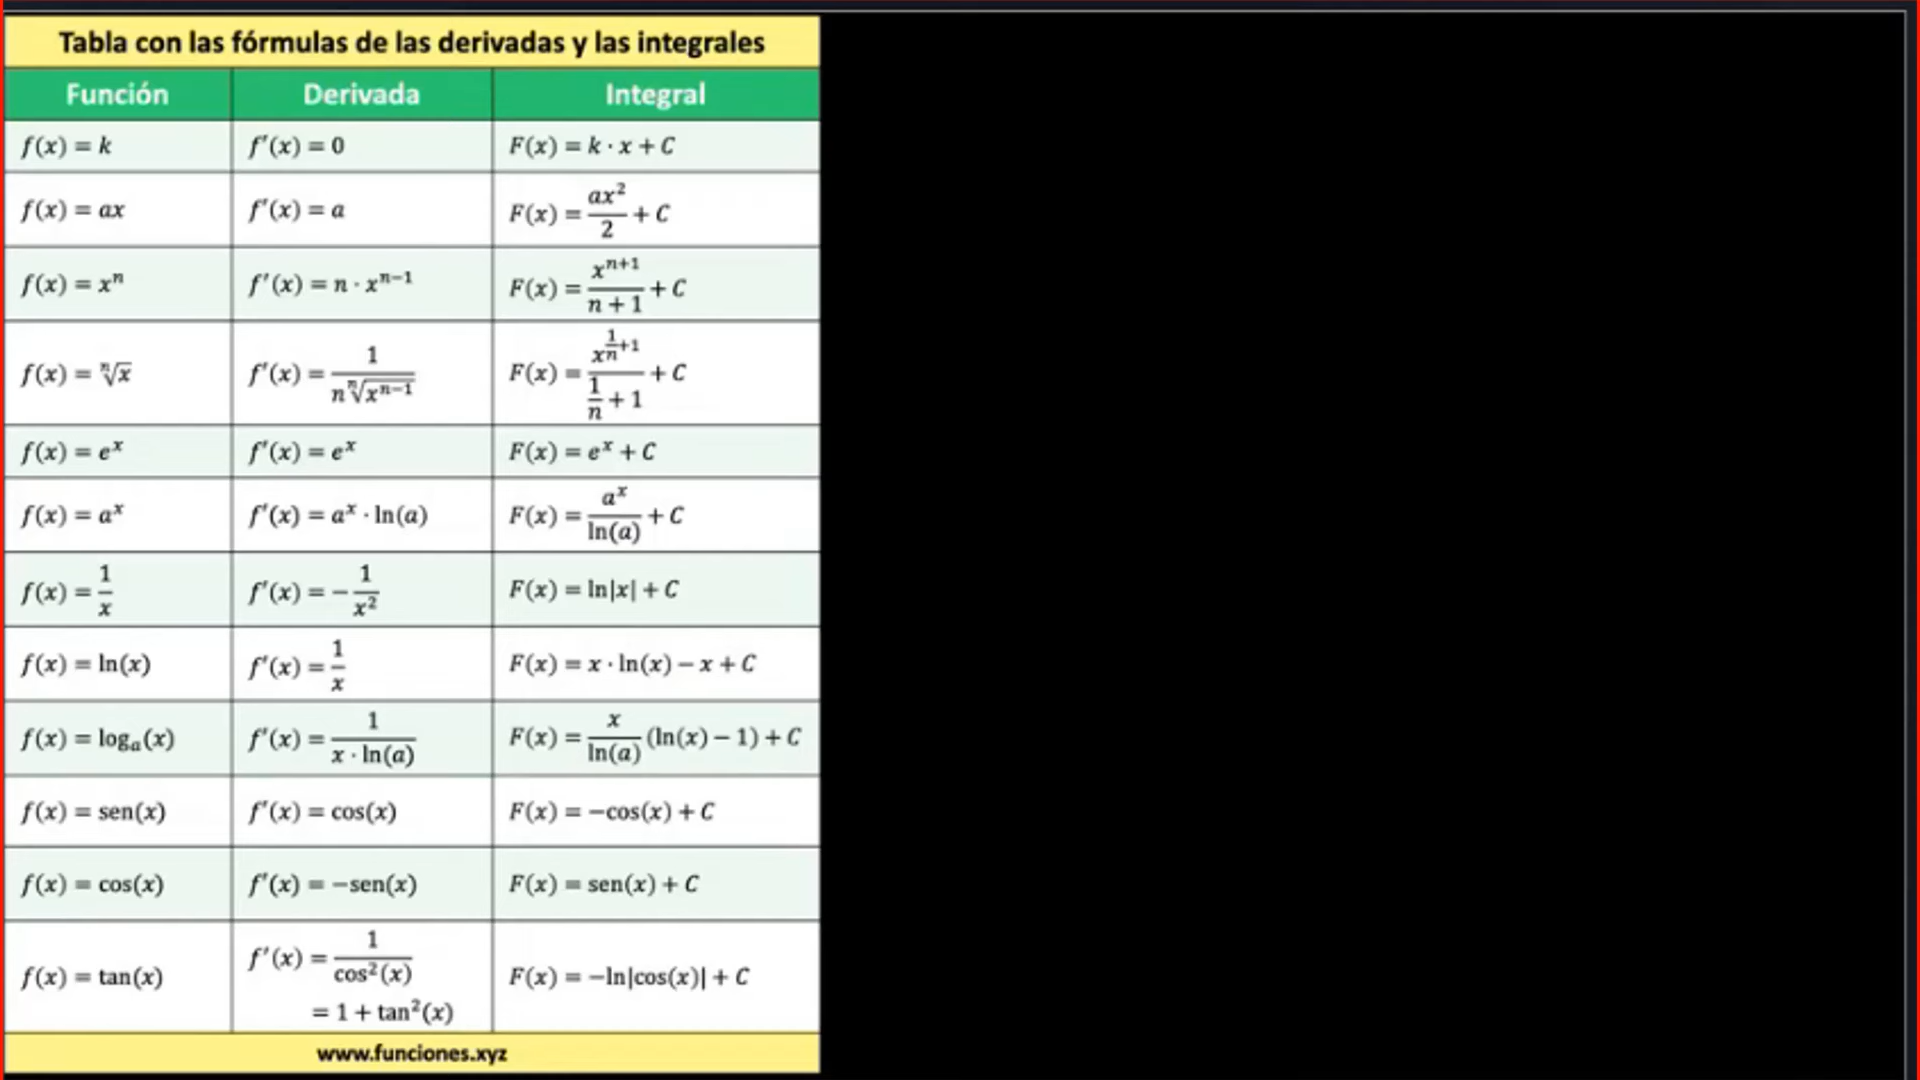 Tabla con las fórmulas de las derivadas y las integrales
Función Derivada Integral
f(x) = k f'(x) = 0 F(x) = k · x + C
f(x) = ax f'(x) = a F(x) = ax²/2 + C
f(x) = xⁿ f'(x) = n · xⁿ⁻¹ F(x) = xⁿ⁺¹/(n + 1) + C
f(x) = ⁿ√x f'(x) = 1/(n ⁿ√(xⁿ⁻¹)) F(x) = x^(1/n+1)/(1/n + 1) + C
f(x) = eˣ f'(x) = eˣ F(x) = eˣ + C
f(x) = aˣ f'(x) = aˣ · ln(a) F(x) = aˣ/ln(a) + C
f(x) = 1/x f'(x) = −1/x² F(x) = ln|x| + C
f(x) = ln(x) f'(x) = 1/x F(x) = x · ln(x) − x + C
f(x) = logₐ(x) f'(x) = 1/(x · ln(a)) F(x) = x/ln(a) (ln(x) − 1) + C
f(x) = sen(x) f'(x) = cos(x) F(x) = −cos(x) + C
f(x) = cos(x) f'(x) = −sen(x) F(x) = sen(x) + C
f(x) = tan(x) f'(x) = 1/cos²(x) F(x) = −ln|cos(x)| + C
= 1 + tan²(x)
www.funciones.xyz